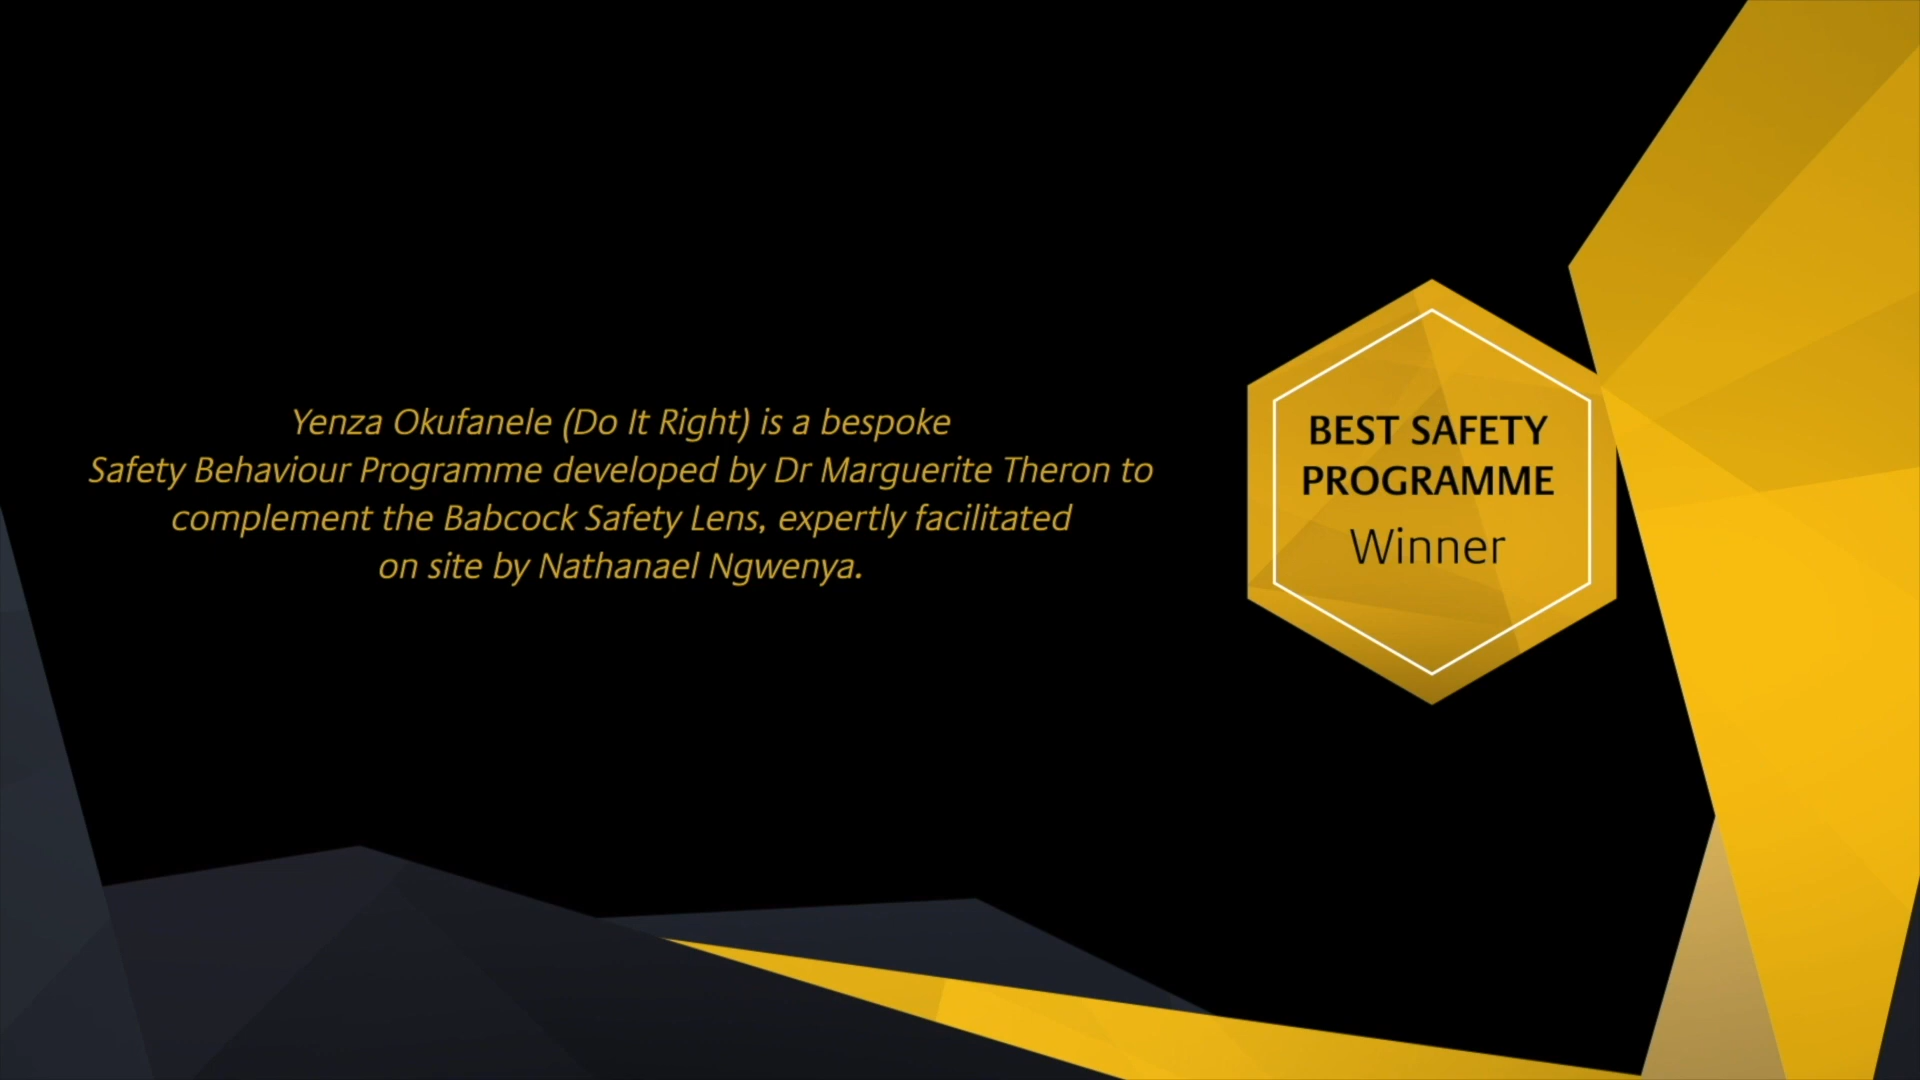 Yenza Okufanele (Do It Right) is a bespoke
Safety Behaviour Programme developed by Dr Marguerite Theron to
complement the Babcock Safety Lens, expertly facilitated
on site by Nathanael Ngwenya.
BEST SAFETY
PROGRAMME
Winner